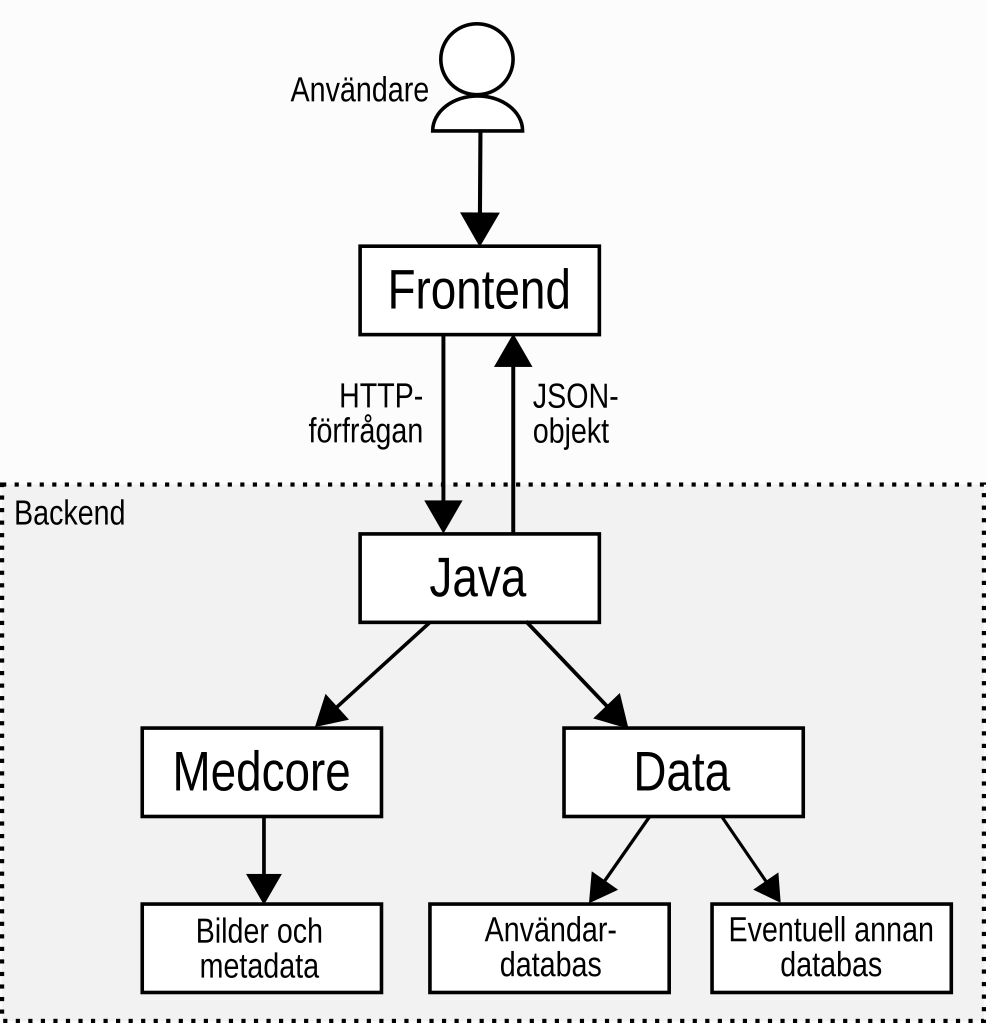 Användare
Frontend
HTTP-
förfrågan
JSON-
objekt
Backend
Java
Medcore
Data
Bilder och
metadata
Användar-
databas
Eventuell annan
databas